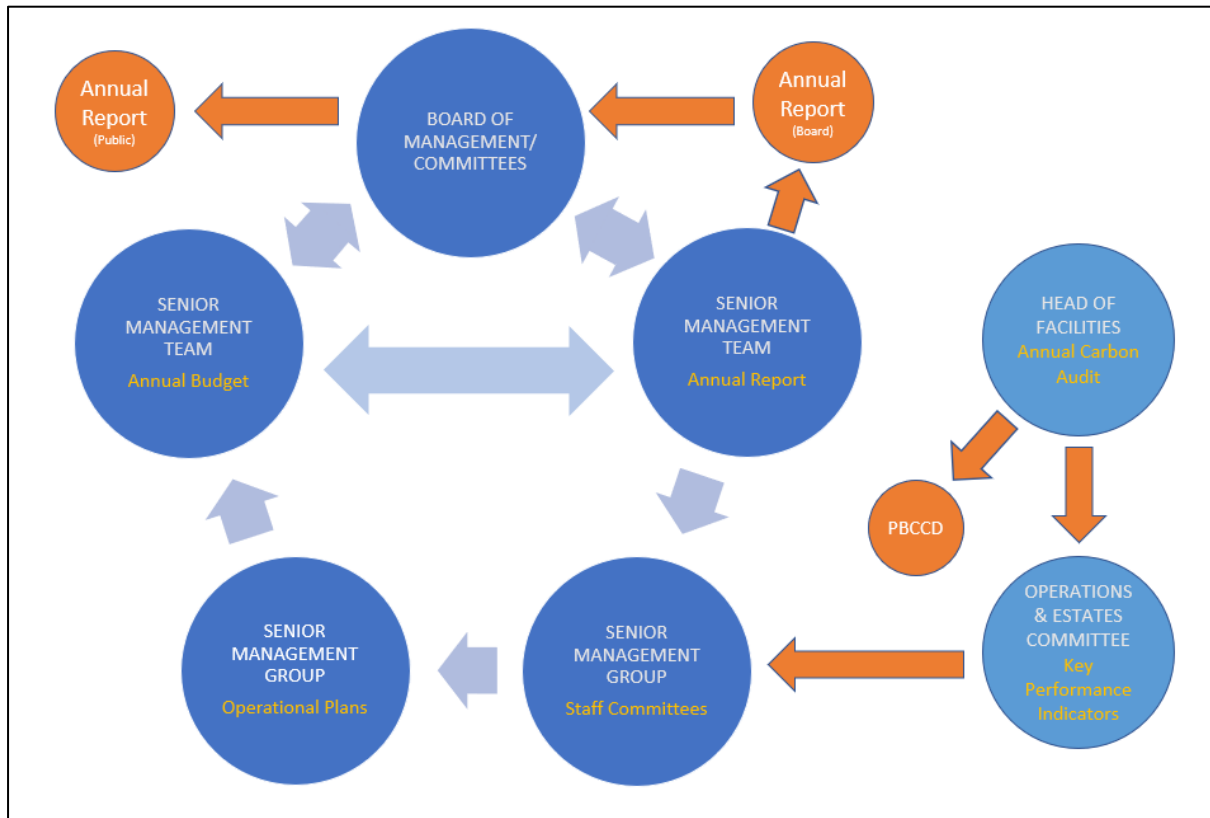 Annual
Report
(Public)
BOARD OF
MANAGEMENT/
COMMITTEES
Annual
Report
(Board)
SENIOR
MANAGEMENT
TEAM
Annual Budget
SENIOR
MANAGEMENT
TEAM
Annual Report
HEAD OF
FACILITIES
Annual Carbon
Audit
PBCCD
SENIOR
MANAGEMENT
GROUP
Operational Plans
SENIOR
MANAGEMENT
GROUP
Staff Committees
OPERATIONS
& ESTATES
COMMITTEE
Key
Performance
Indicators